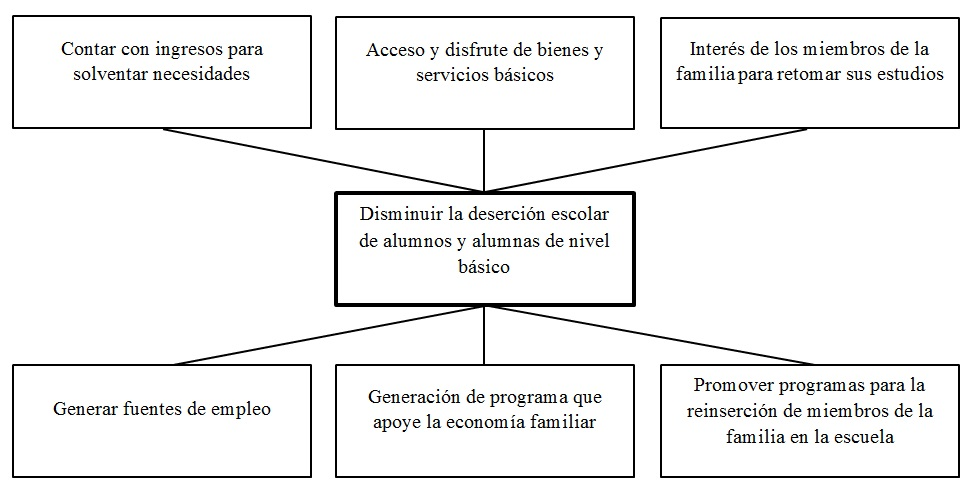 Contar con ingresos para
solventar necesidades
Acceso y disfrute de bienes y
servicios básicos
Interés de los miembros de la
familia para retomar sus estudios
Disminuir la deserción escolar
de alumnos y alumnas de nivel
básico
Generar fuentes de empleo
Generación de programa que
apoye la economía familiar
Promover programas para la
reinserción de miembros de la
familia en la escuela